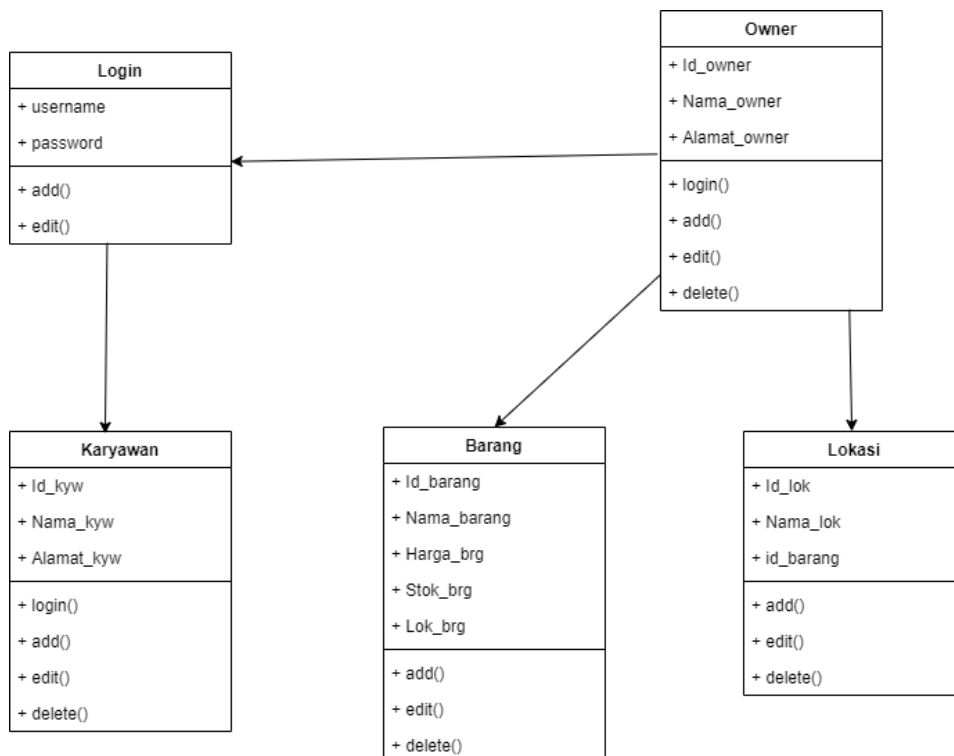 Login
+ username
+ password
+ add()
+ edit()
Owner
+ Id_owner
+ Nama_owner
+ Alamat_owner
+ login()
+ add()
+ edit()
+ delete()
Karyawan
+ Id_kyw
+ Nama_kyw
+ Alamat_kyw
+ login()
+ add()
+ edit()
+ delete()
Barang
+ Id_barang
+ Nama_barang
+ Harga_brg
+ Stok_brg
+ Lok_brg
+ add()
+ edit()
+ delete()
Lokasi
+ Id_lok
+ Nama_lok
+ id_barang
+ add()
+ edit()
+ delete()